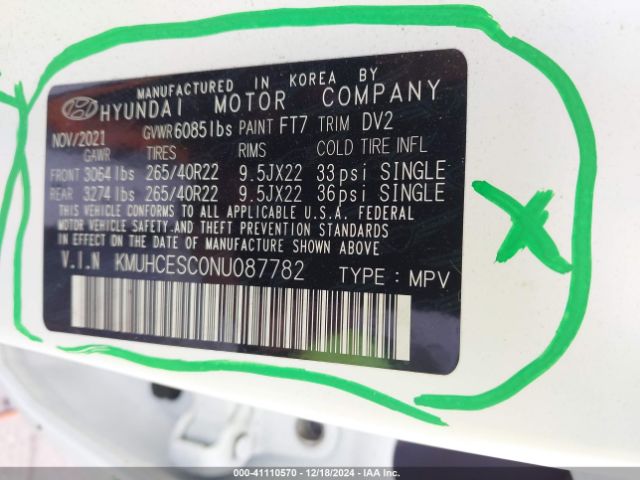 MANUFACTURED IN KOREA BY
HYUNDAI MOTOR COMPANY
NOV/2021 GVWR 6085lbs PAINT FT7 TRIM DV2
GAWR TIRES RIMS COLD TIRE INFL
FRONT 3064 lbs 265/40R22 9.5JX22 33psi SINGLE
REAR 3274 lbs 265/40R22 9.5JX22 36psi SINGLE
THIS VEHICLE CONFORMS TO ALL APPLICABLE U.S.A. FEDERAL
MOTOR VEHICLE SAFETY,AND THEFT PREVENTION STANDARDS
IN EFFECT ON THE DATE OF MANUFACTURE SHOWN ABOVE.
V.I.N KMUHCESC0NU087782 TYPE : MPV
000-41110570 - 12/18/2024 - IAA Inc.